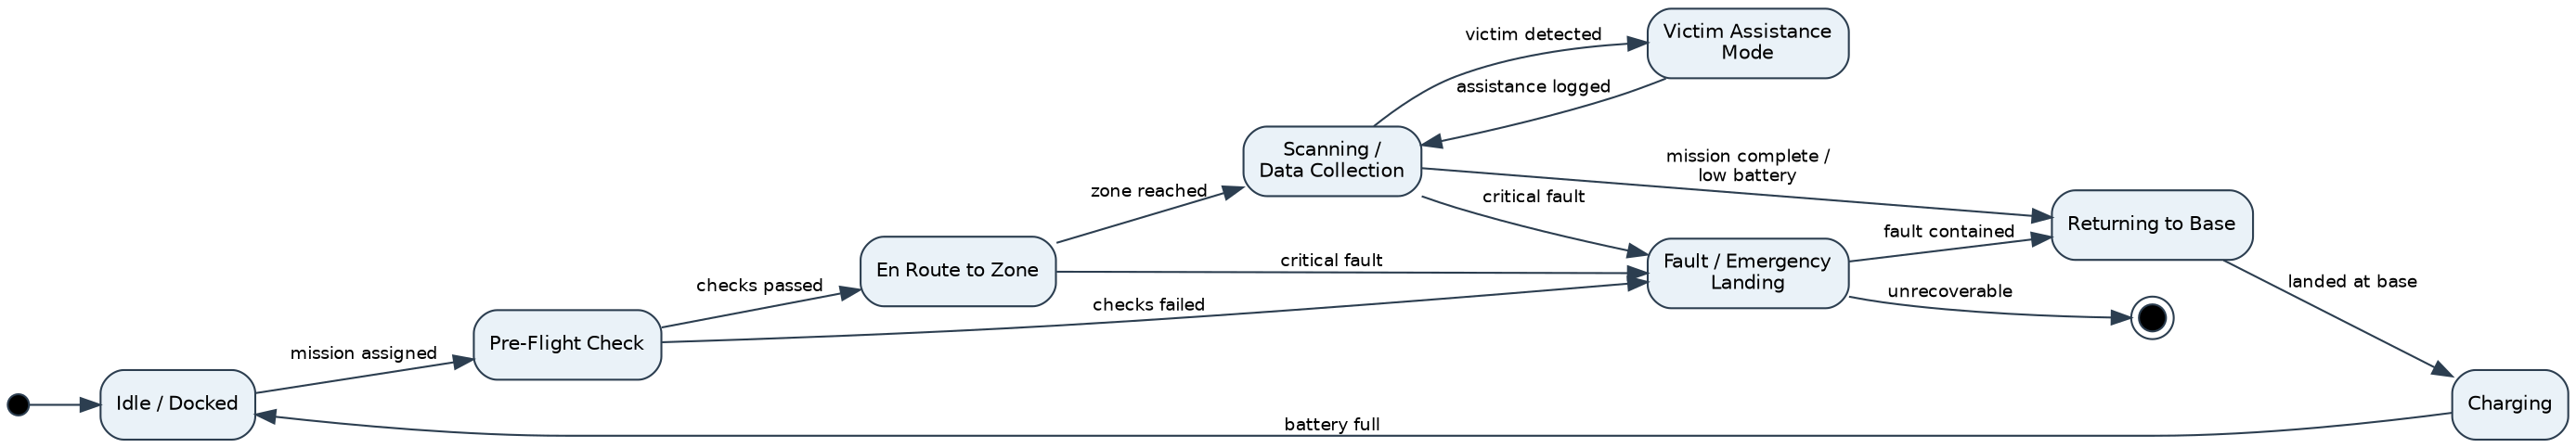 victim detected
Victim Assistance
Mode
assistance logged
Scanning /
Data Collection
mission complete /
low battery
zone reached
critical fault
Returning to Base
fault contained
En Route to Zone
critical fault
Fault / Emergency
Landing
landed at base
checks passed
unrecoverable
checks failed
Pre-Flight Check
mission assigned
Idle / Docked
Charging
battery full